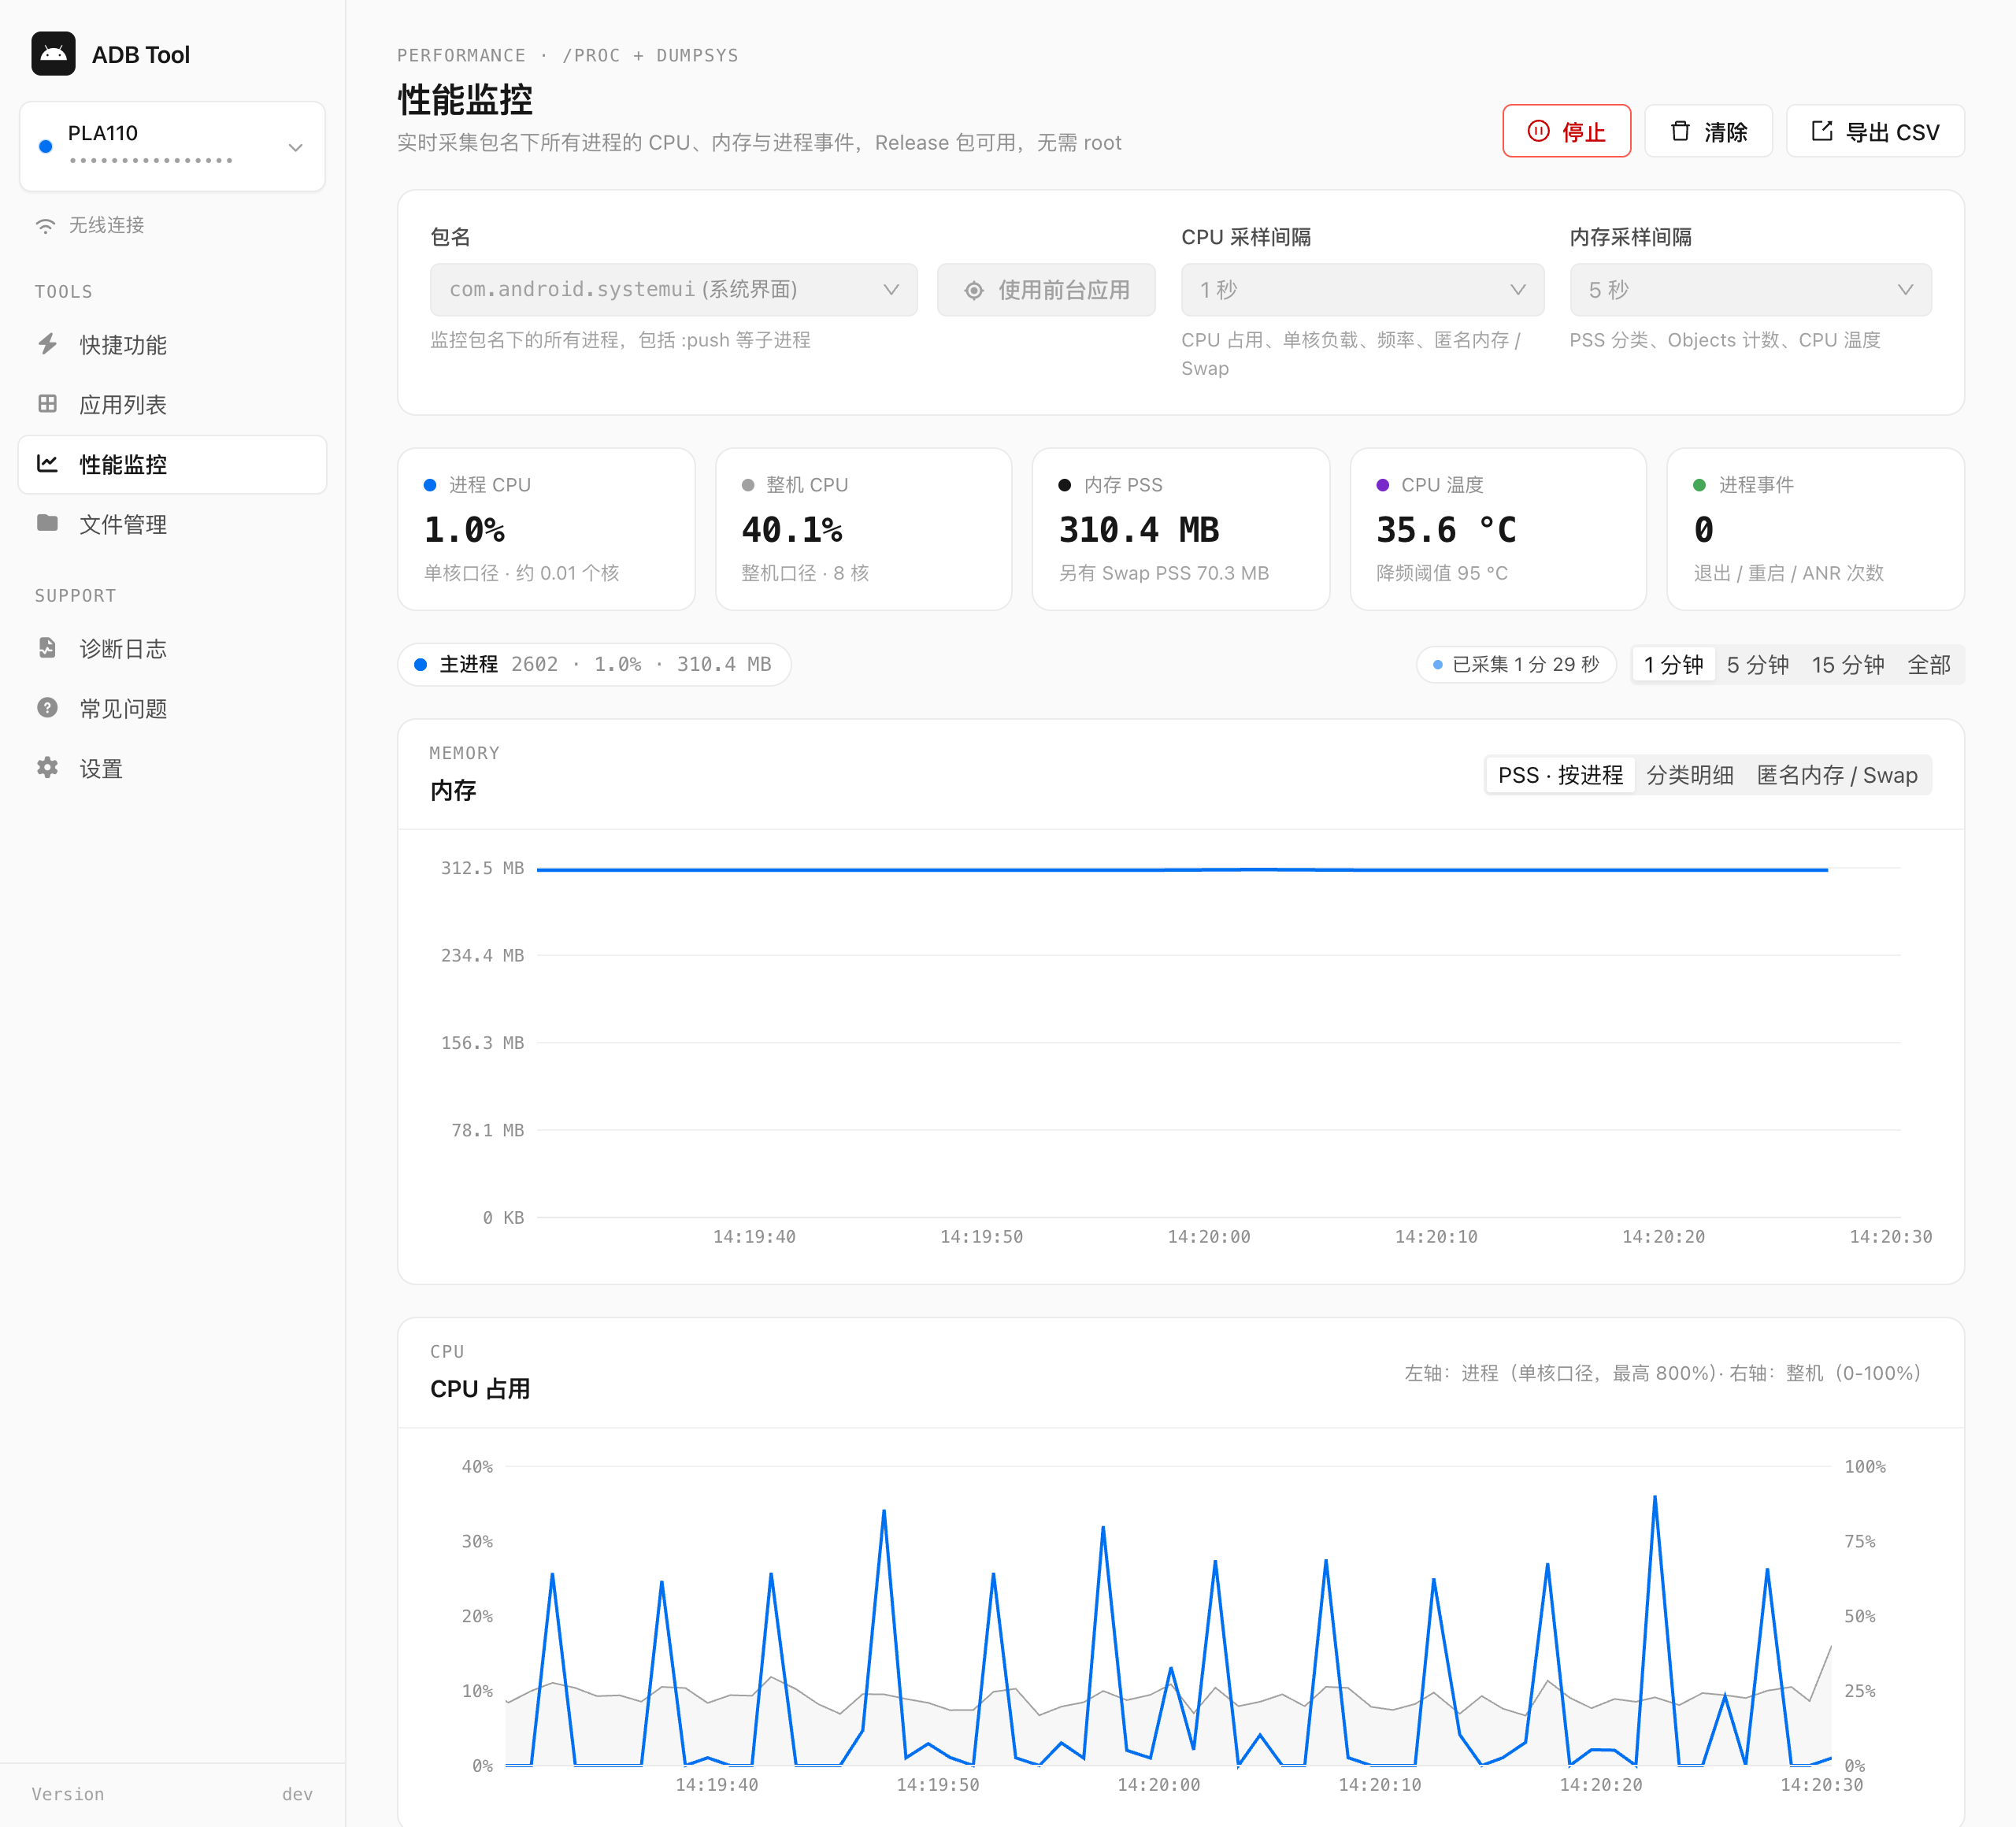 ADB Tool
PLA110
••••••••••••••••
无线连接
TOOLS
快捷功能
应用列表
性能监控
文件管理
SUPPORT
诊断日志
常见问题
设置
Version dev
PERFORMANCE · /PROC + DUMPSYS
性能监控
实时采集包名下所有进程的 CPU、内存与进程事件，Release 包可用，无需 root
停止
清除
导出 CSV
包名
com.android.systemui (系统界面)
使用前台应用
监控包名下的所有进程，包括 :push 等子进程
CPU 采样间隔
1 秒
CPU 占用、单核负载、频率、匿名内存 /
Swap
内存采样间隔
5 秒
PSS 分类、Objects 计数、CPU 温度
进程 CPU
1.0%
单核口径 · 约 0.01 个核
整机 CPU
40.1%
整机口径 · 8 核
内存 PSS
310.4 MB
另有 Swap PSS 70.3 MB
CPU 温度
35.6 °C
降频阈值 95 °C
进程事件
0
退出 / 重启 / ANR 次数
主进程 2602 · 1.0% · 310.4 MB
已采集 1 分 29 秒
1 分钟 5 分钟 15 分钟 全部
MEMORY
内存
PSS · 按进程 分类明细 匿名内存 / Swap
312.5 MB
234.4 MB
156.3 MB
78.1 MB
0 KB
14:19:40 14:19:50 14:20:00 14:20:10 14:20:20 14:20:30
CPU
CPU 占用
左轴：进程（单核口径，最高 800%）· 右轴：整机（0-100%）
40% 100%
30% 75%
20% 50%
10% 25%
0% 0%
14:19:40 14:19:50 14:20:00 14:20:10 14:20:20 14:20:30